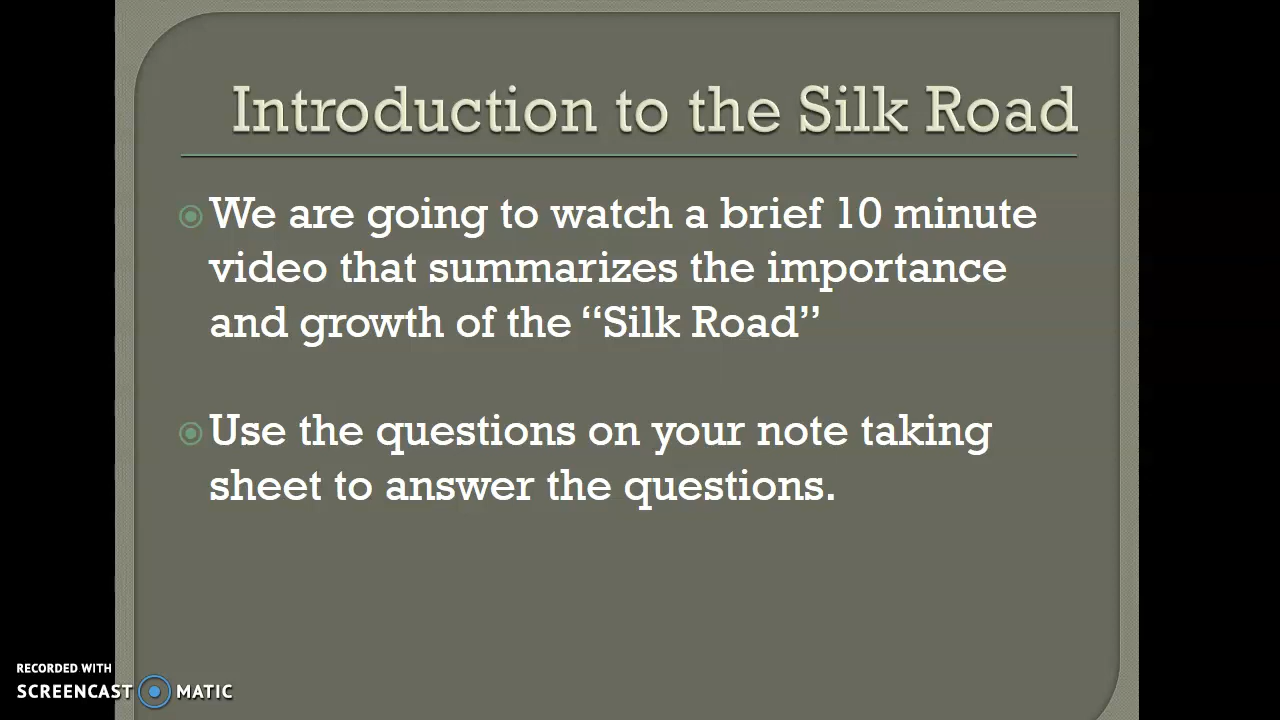 Introduction to the Silk Road
We are going to watch a brief 10 minute
video that summarizes the importance
and growth of the “Silk Road”
Use the questions on your note taking
sheet to answer the questions.
RECORDED WITH
SCREENCAST MATIC